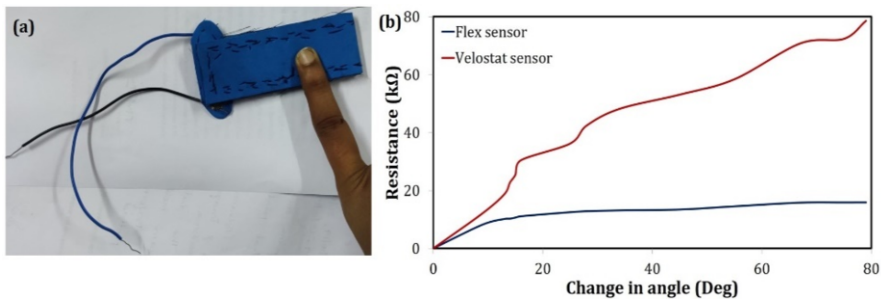 (a)
(b)
Flex sensor
Velostat sensor
Resistance (kΩ)
80
60
40
20
0
0 20 40 60 80
Change in angle (Deg)